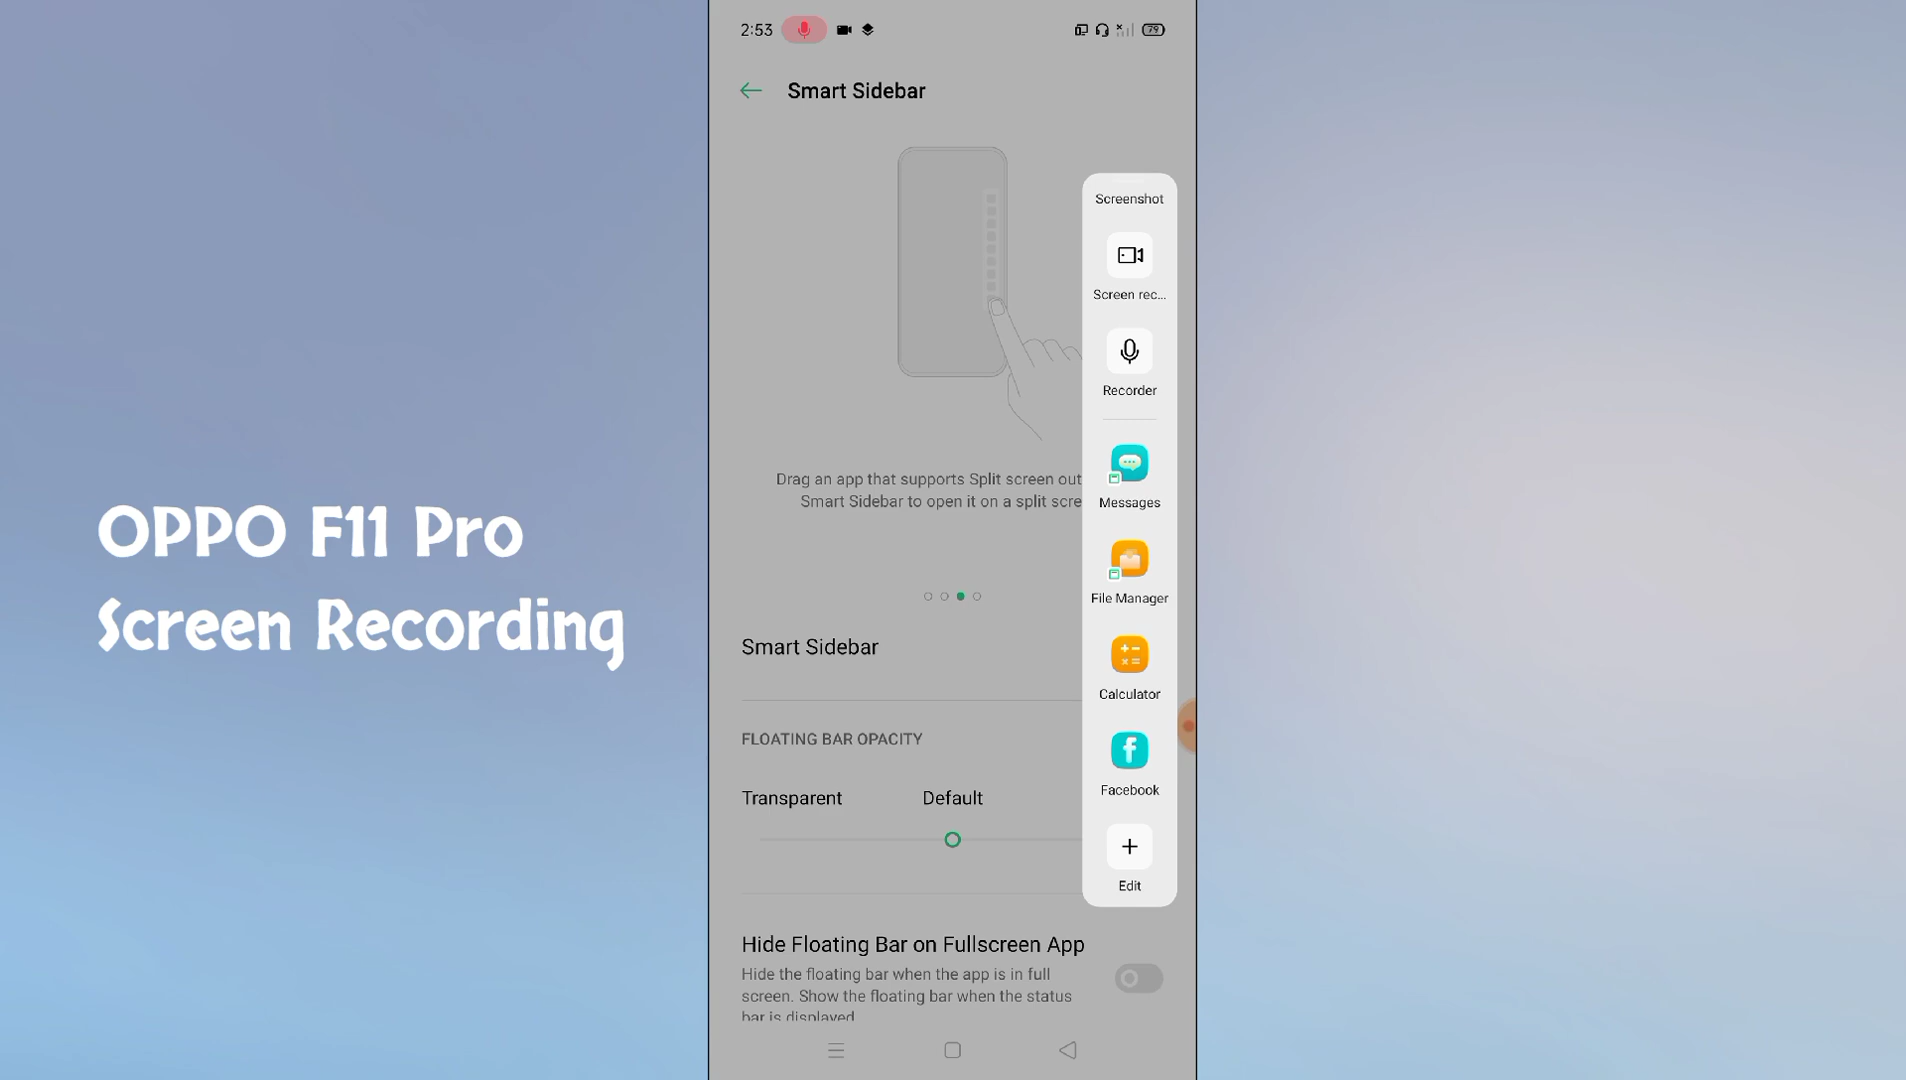 2:53
79
Smart Sidebar
Screenshot
Screen rec...
Recorder
Messages
Drag an app that supports Split screen out
Smart Sidebar to open it on a split scre
File Manager
Smart Sidebar
Calculator
FLOATING BAR OPACITY
Facebook
Transparent Default
Edit
Hide Floating Bar on Fullscreen App
Hide the floating bar when the app is in full
screen. Show the floating bar when the status
bar is displayed
OPPO F11 Pro
Screen Recording